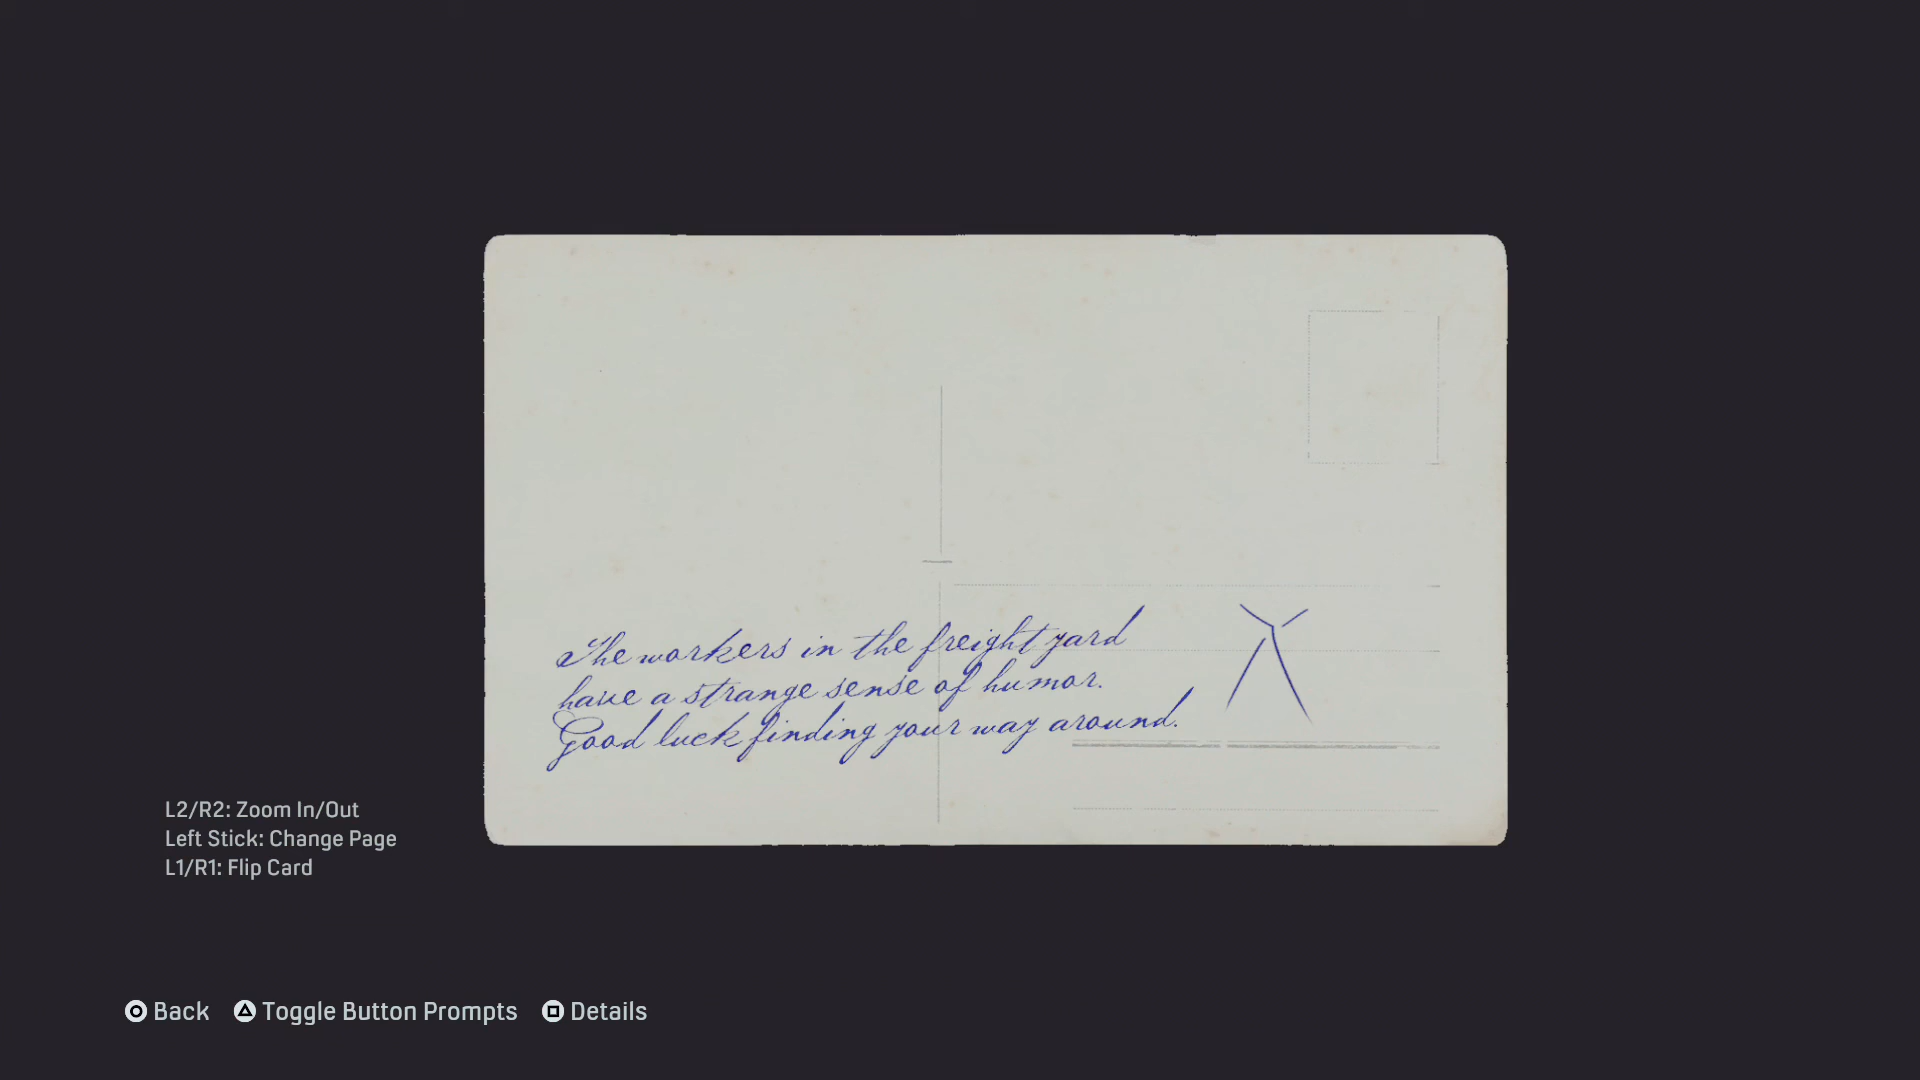 The workers in the freight yard
have a strange sense of humor.
Good luck finding your way around.
L2/R2: Zoom In/Out
Left Stick: Change Page
L1/R1: Flip Card
Back Toggle Button Prompts Details